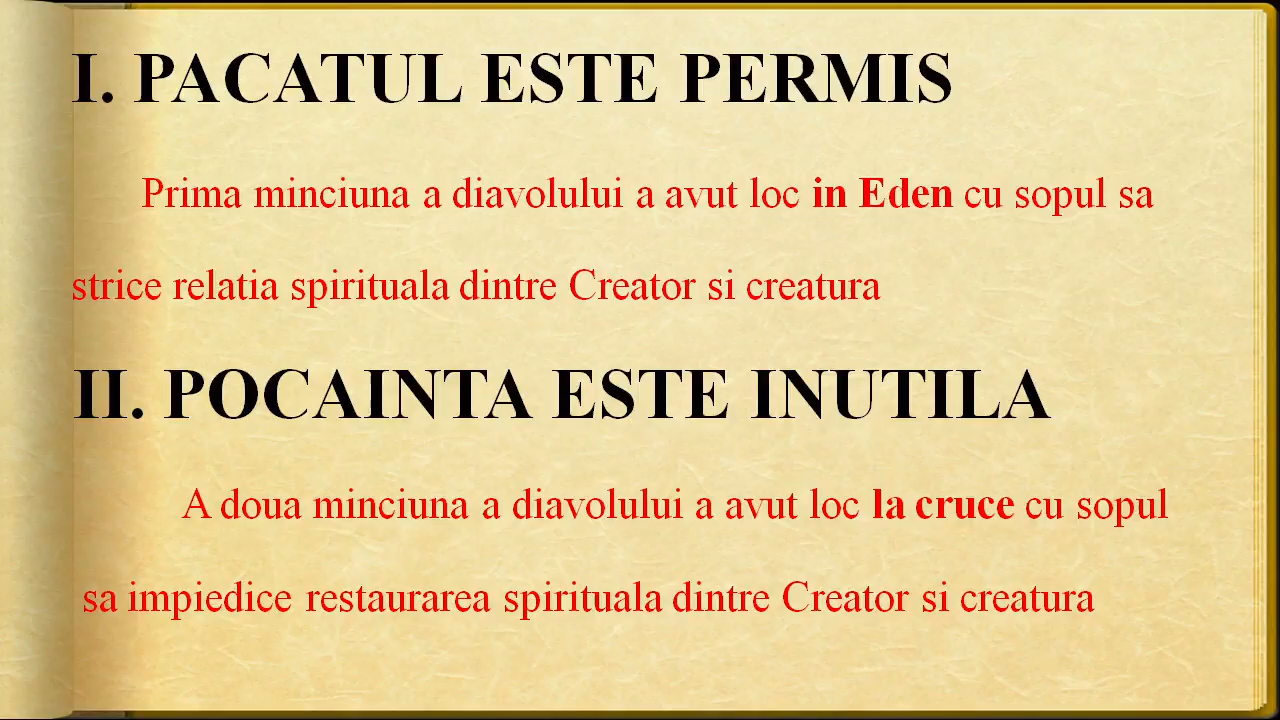 I. PACATUL ESTE PERMIS
Prima minciuna a diavolului a avut loc in Eden cu sopul sa
strice relatia spirituala dintre Creator si creatura
II. POCAINTA ESTE INUTILA
A doua minciuna a diavolului a avut loc la cruce cu sopul
sa impiedice restaurarea spirituala dintre Creator si creatura